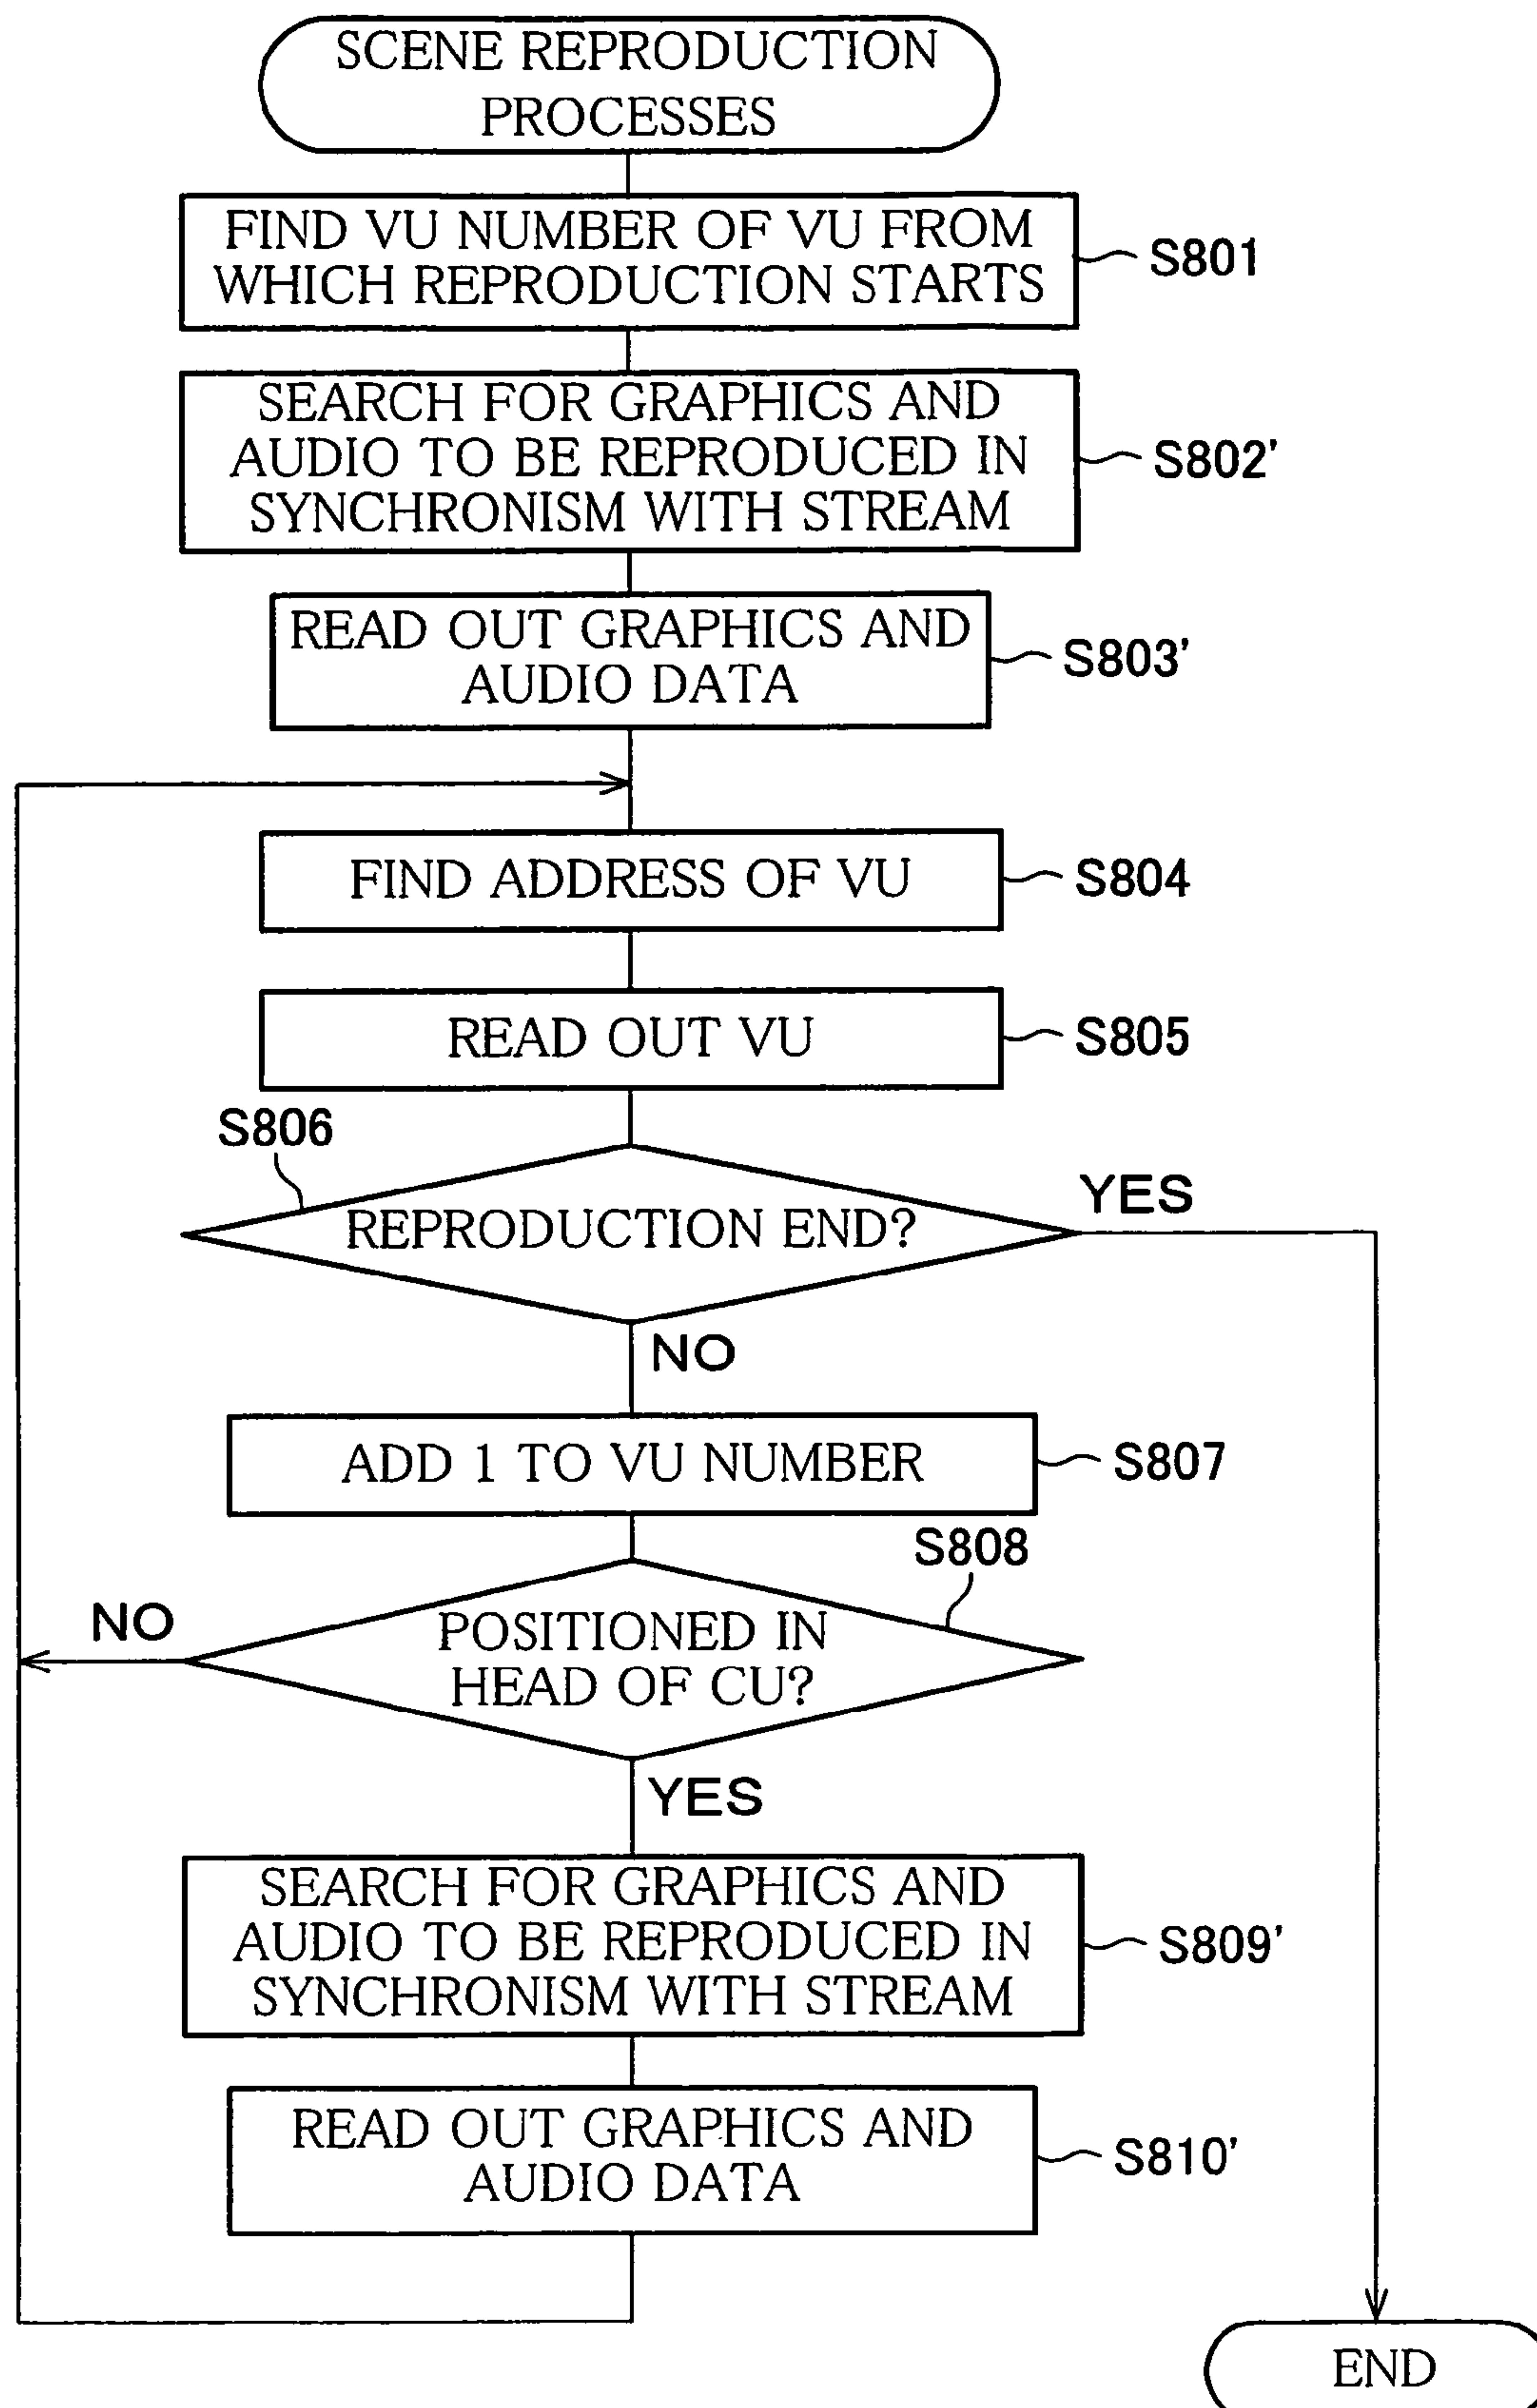 SCENE REPRODUCTION
PROCESSES
FIND VU NUMBER OF VU FROM
WHICH REPRODUCTION STARTS
S801
SEARCH FOR GRAPHICS AND
AUDIO TO BE REPRODUCED IN
SYNCHRONISM WITH STREAM
S802'
READ OUT GRAPHICS AND
AUDIO DATA
S803'
FIND ADDRESS OF VU
S804
READ OUT VU
S805
S806
REPRODUCTION END?
YES
NO
ADD 1 TO VU NUMBER
S807
S808
POSITIONED IN
HEAD OF CU?
NO
YES
SEARCH FOR GRAPHICS AND
AUDIO TO BE REPRODUCED IN
SYNCHRONISM WITH STREAM
S809'
READ OUT GRAPHICS AND
AUDIO DATA
S810'
END